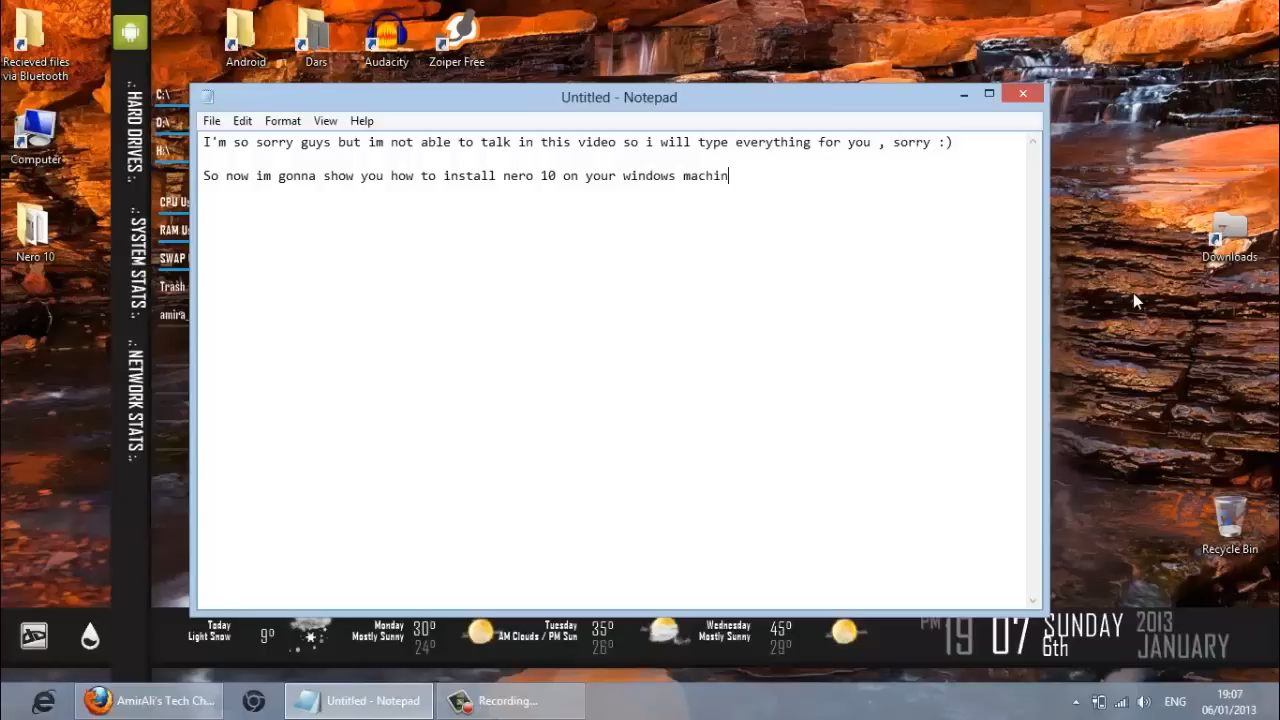 Recieved files
via Bluetooth
Android
Dars
Audacity
Zoiper Free
Computer
Nero 10
.: HARD DRIVES :.
.: SYSTEM STATS :.
.: NETWORK STATS :.
C:\
D:\
H:\
CPU Us
RAM Us
SWAP
Trash
amira_
Untitled - Notepad
File Edit Format View Help
I'm so sorry guys but im not able to talk in this video so i will type everything for you , sorry :)
So now im gonna show you how to install nero 10 on your windows machin
Downloads
Recycle Bin
Today
Light Snow
9°
Monday
Mostly Sunny
30°
24°
Tuesday
AM Clouds / PM Sun
35°
26°
Wednesday
Mostly Sunny
45°
29°
PM 19 07 SUNDAY 6th 2013 JANUARY
AmirAli's Tech Ch...
Untitled - Notepad
Recording...
ENG
19:07
06/01/2013